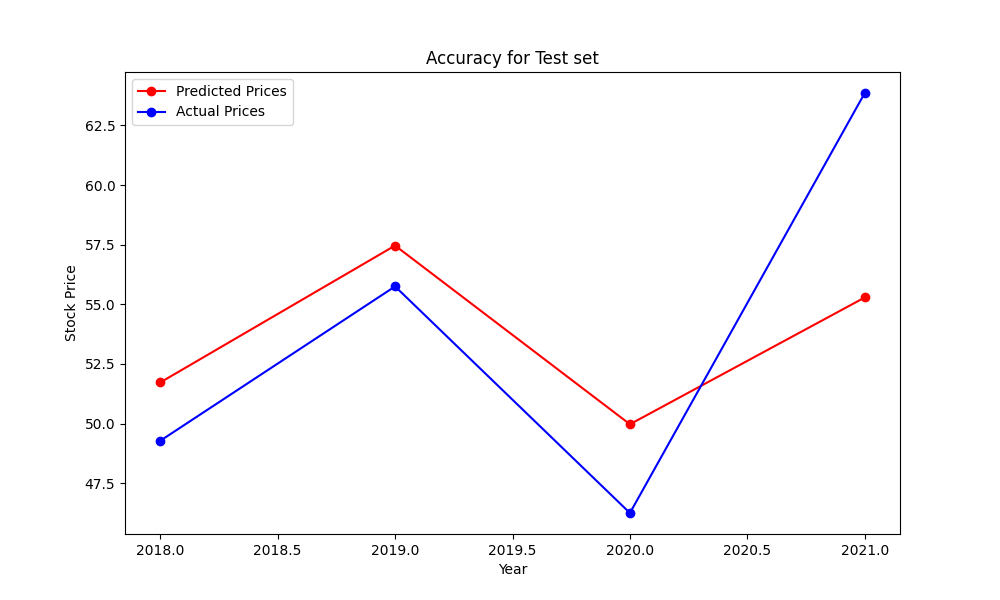 Accuracy for Test set
Predicted Prices
Actual Prices
62.5
60.0
57.5
55.0
52.5
50.0
47.5
Stock Price
2018.0 2018.5 2019.0 2019.5 2020.0 2020.5 2021.0
Year